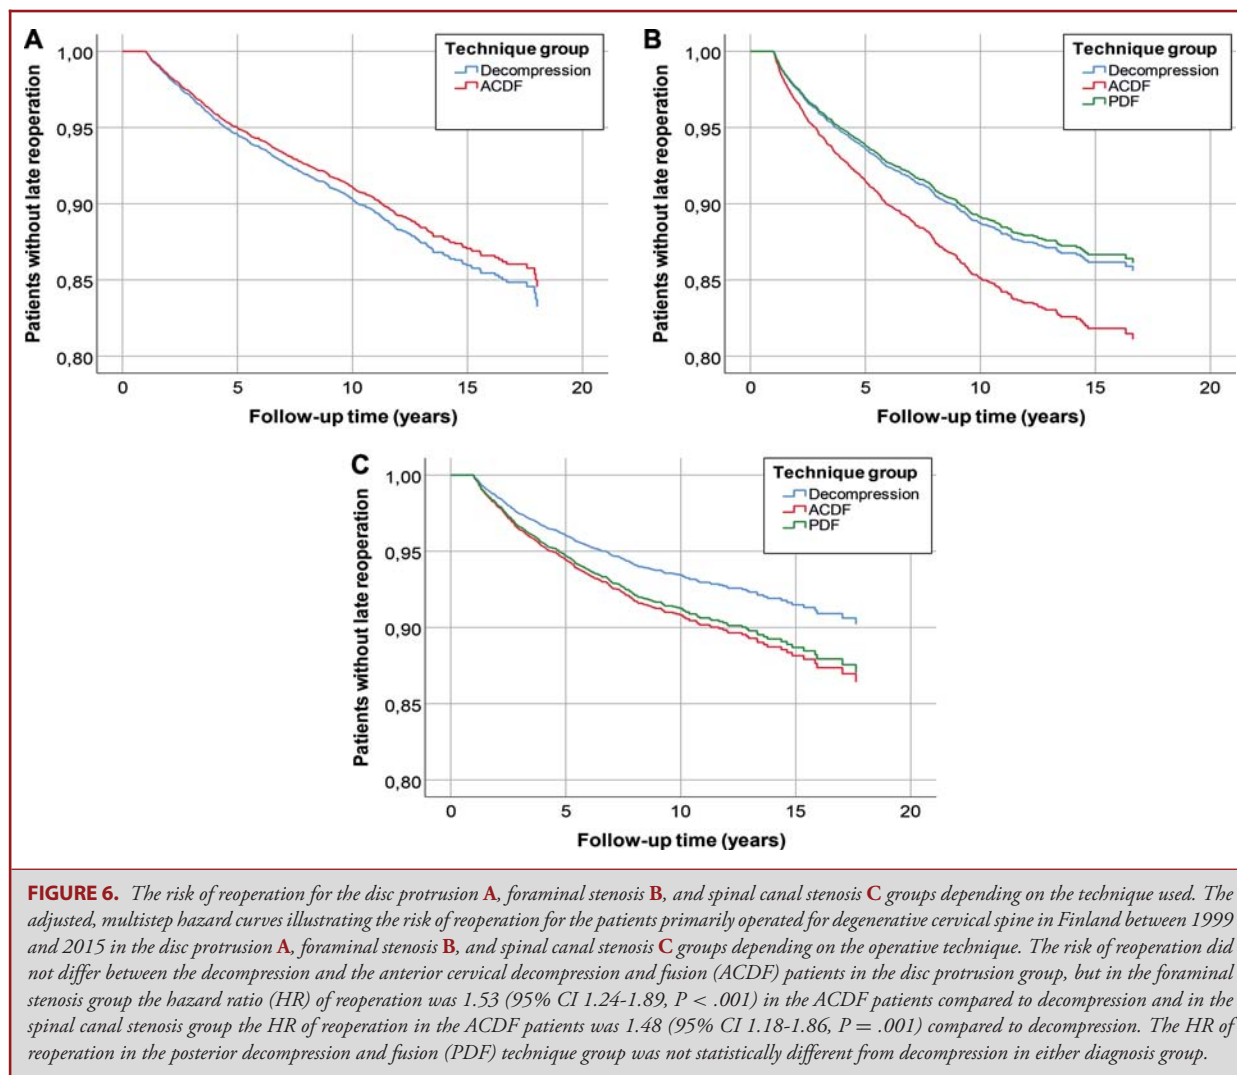 A
1,00
0,95
0,90
0,85
0,80
Patients without late reoperation
Technique group
Decompression
ACDF
0
5
10
15
20
Follow-up time (years)
B
1,00
0,95
0,90
0,85
0,80
Patients without late reoperation
Technique group
Decompression
ACDF
PDF
0
5
10
15
20
Follow-up time (years)
C
1,00
0,95
0,90
0,85
0,80
Patients without late reoperation
Technique group
Decompression
ACDF
PDF
0
5
10
15
20
Follow-up time (years)
FIGURE 6. The risk of reoperation for the disc protrusion A, foraminal stenosis B, and spinal canal stenosis C groups depending on the technique used. The
adjusted, multistep hazard curves illustrating the risk of reoperation for the patients primarily operated for degenerative cervical spine in Finland between 1999
and 2015 in the disc protrusion A, foraminal stenosis B, and spinal canal stenosis C groups depending on the operative technique. The risk of reoperation did
not differ between the decompression and the anterior cervical decompression and fusion (ACDF) patients in the disc protrusion group, but in the foraminal
stenosis group the hazard ratio (HR) of reoperation was 1.53 (95% CI 1.24-1.89, P < .001) in the ACDF patients compared to decompression and in the
spinal canal stenosis group the HR of reoperation in the ACDF patients was 1.48 (95% CI 1.18-1.86, P = .001) compared to decompression. The HR of
reoperation in the posterior decompression and fusion (PDF) technique group was not statistically different from decompression in either diagnosis group.